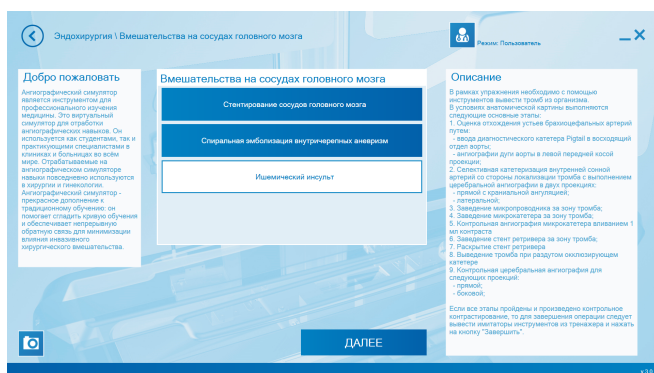 Эндохирургия \ Вмешательства на сосудах головного мозга
Режим: Пользователь
Добро пожаловать
Ангиографический симулятор
является инструментом для
профессионального изучения
медицины. Это виртуальный
симулятор для отработки
ангиографических навыков. Он
используется как студентами, так и
практикующими специалистами в
клиниках и больницах во всём
мире. Отрабатываемые на
ангиографическом симуляторе
навыки повседневно используются
в хирургии и гинекологии.
Ангиографический симулятор -
прекрасное дополнение к
традиционному обучению: он
помогает сгладить кривую обучения
и обеспечивает непрерывную
обратную связь для минимизации
влияния инвазивного
хирургического вмешательства.
Вмешательства на сосудах головного мозга
Стентирование сосудов головного мозга
Спиральная эмболизация внутричерепных аневризм
Ишемический инсульт
ДАЛЕЕ
Описание
В рамках упражнения необходимо с помощью
инструментов вывести тромб из организма.
В условиях анатомической картины выполняются
следующие основные этапы:
1. Оценка отхождения устьев брахиоцефальных артерий
путем:
- ввода диагностического катетера Pigtail в восходящий
отдел аорты;
- ангиографии дуги аорты в левой передней косой
проекции;
2. Селективная катетеризация внутренней сонной
артерий со стороны локализации тромба с выполнением
церебральной ангиографии в двух проекциях:
- прямой с краниальной ангуляцией;
- латеральной;
3. Заведение микропроводника за зону тромба;
4. Заведение микрокатетера за зону тромба;
5. Контрольная ангиография микрокатетера вливанием 1
мл контраста
6. Заведение стент ретривера за зону тромба;
7. Раскрытие стент ретривера
8. Выведение тромба при раздутом окклюзирующем
катетере
9. Контрольная церебральная ангиография для
следующих проекций:
- прямой;
- боковой;
Если все этапы пройдены и произведено контрольное
контрастирование, то для завершения операции следует
вывести имитаторы инструментов из тренажера и нажать
на кнопку "Завершить".
v 3.0